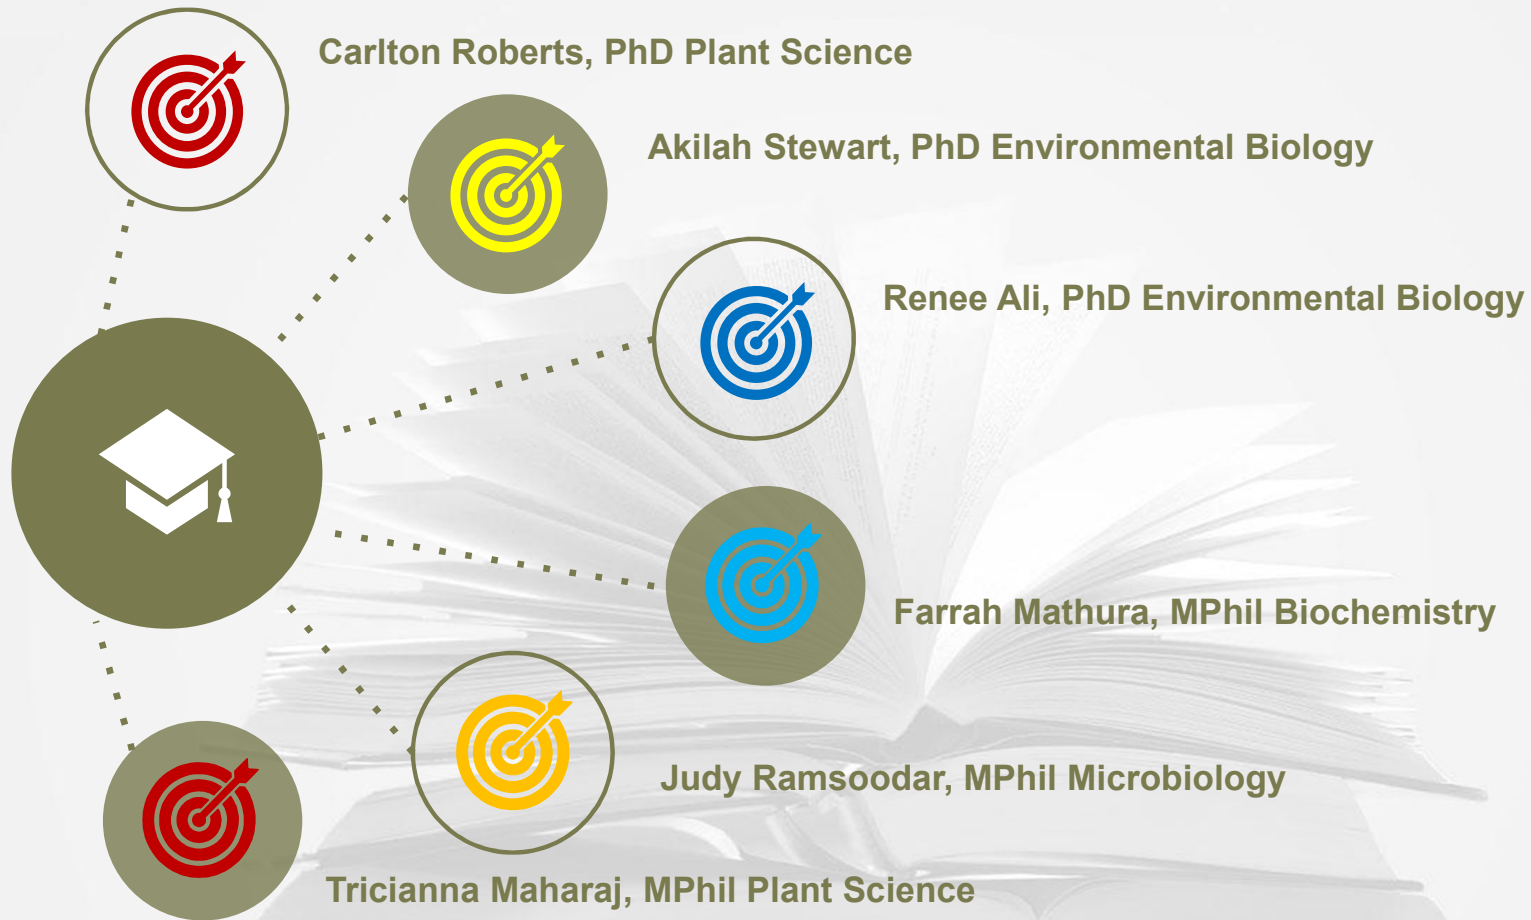 Carlton Roberts, PhD Plant Science
Akilah Stewart, PhD Environmental Biology
Renee Ali, PhD Environmental Biology
Farrah Mathura, MPhil Biochemistry
Judy Ramsoodar, MPhil Microbiology
Tricianna Maharaj, MPhil Plant Science